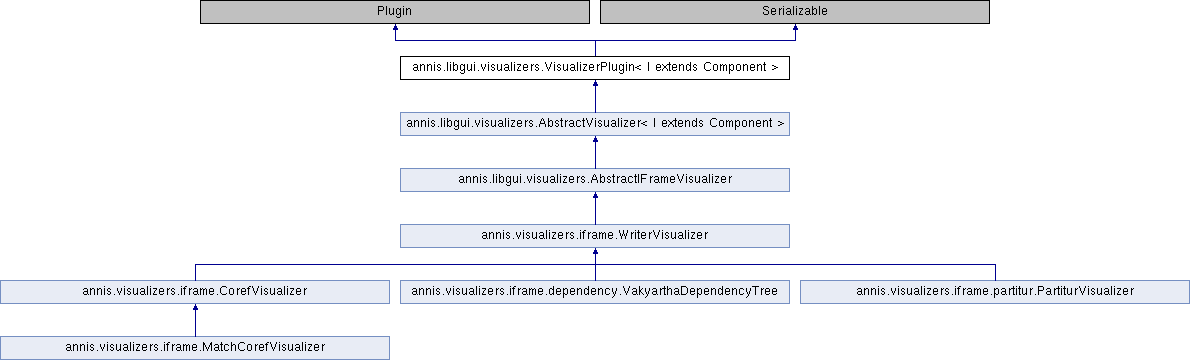 Plugin
Serializable
annis.libgui.visualizers.VisualizerPlugin< I extends Component >
annis.libgui.visualizers.AbstractVisualizer< I extends Component >
annis.libgui.visualizers.AbstractIFrameVisualizer
annis.visualizers.iframe.WriterVisualizer
annis.visualizers.iframe.CorefVisualizer
annis.visualizers.iframe.dependency.VakyarthaDependencyTree
annis.visualizers.iframe.partitur.PartiturVisualizer
annis.visualizers.iframe.MatchCorefVisualizer